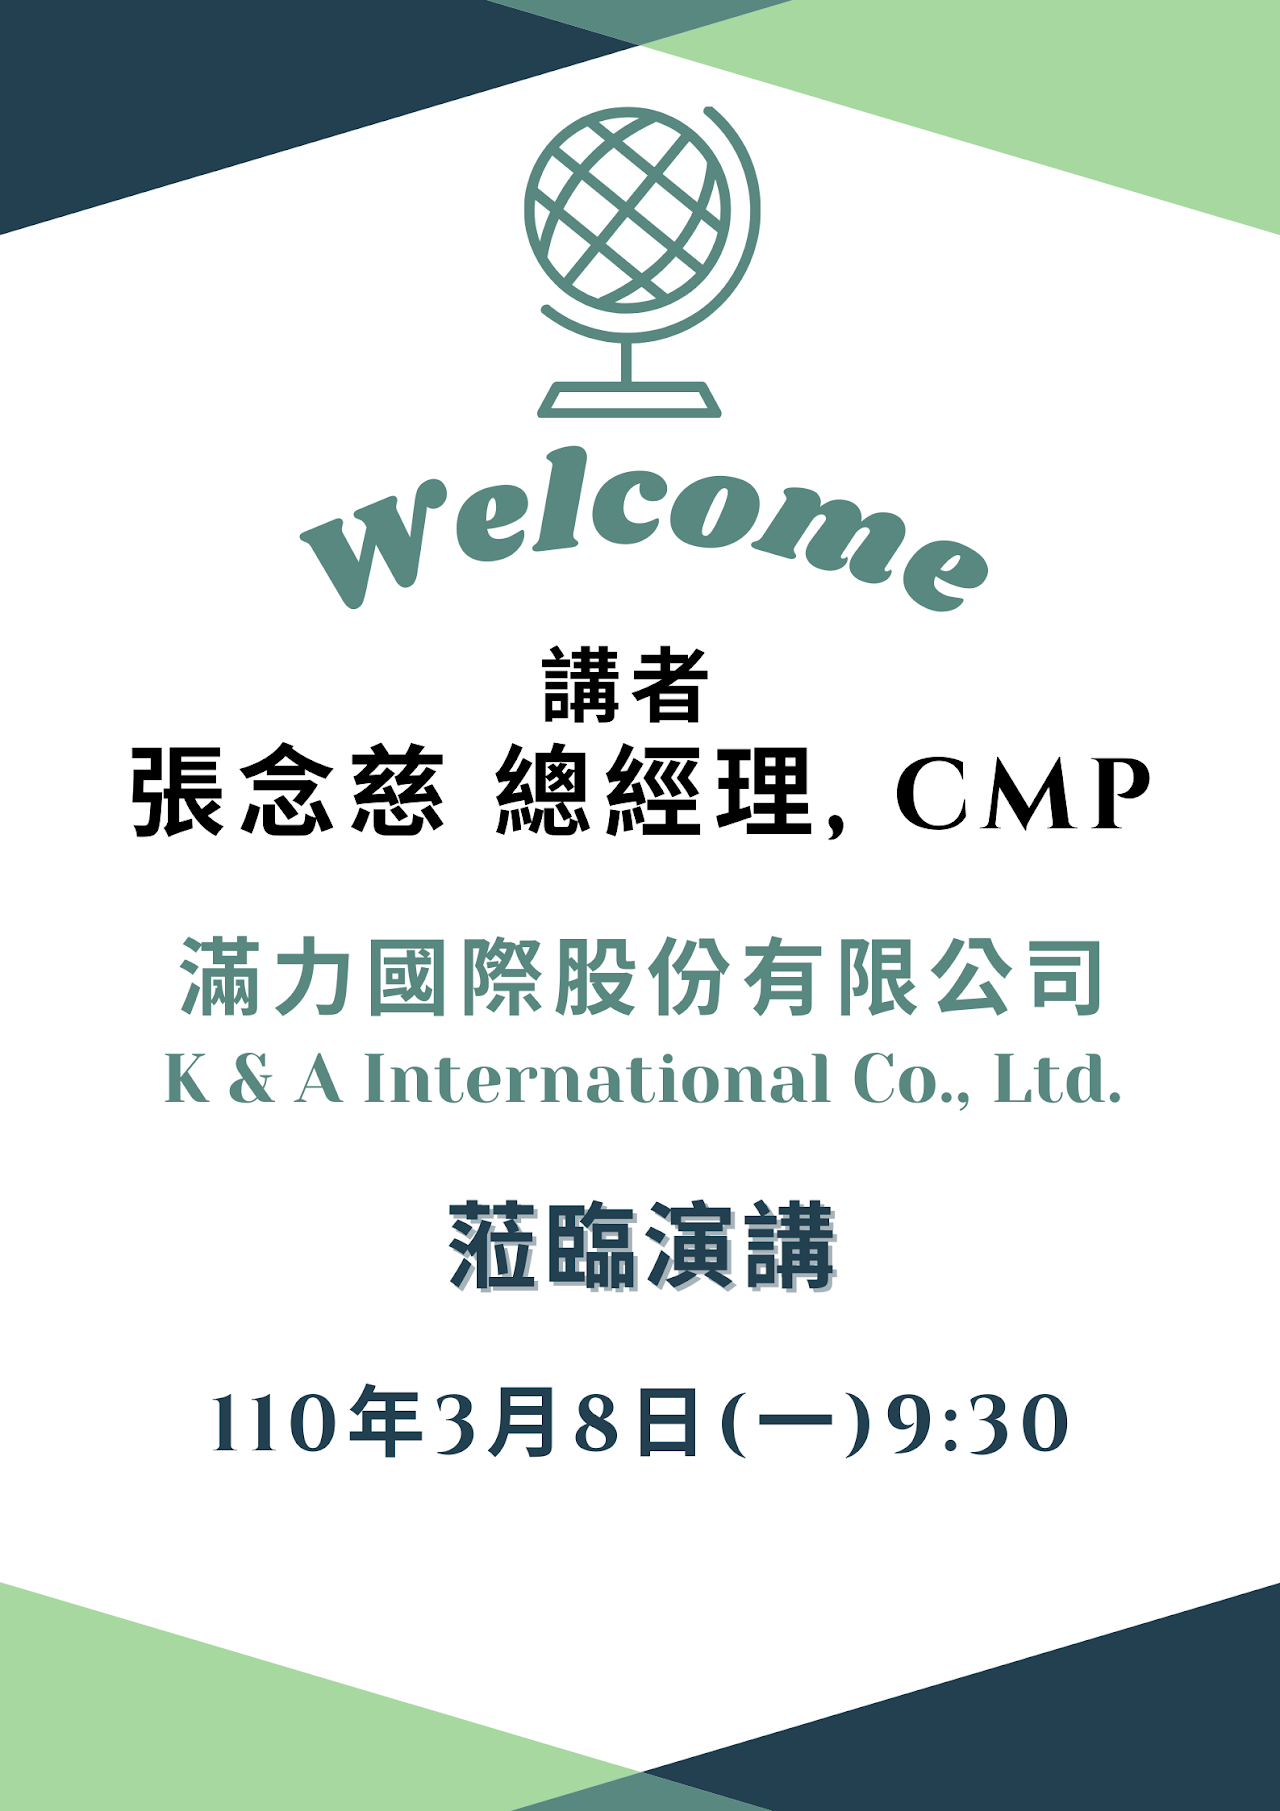 Welcome
講者
張念慈 總經理, CMP
滿力國際股份有限公司
K & A International Co., Ltd.
蒞臨演講
110年3月8日(一)9:30